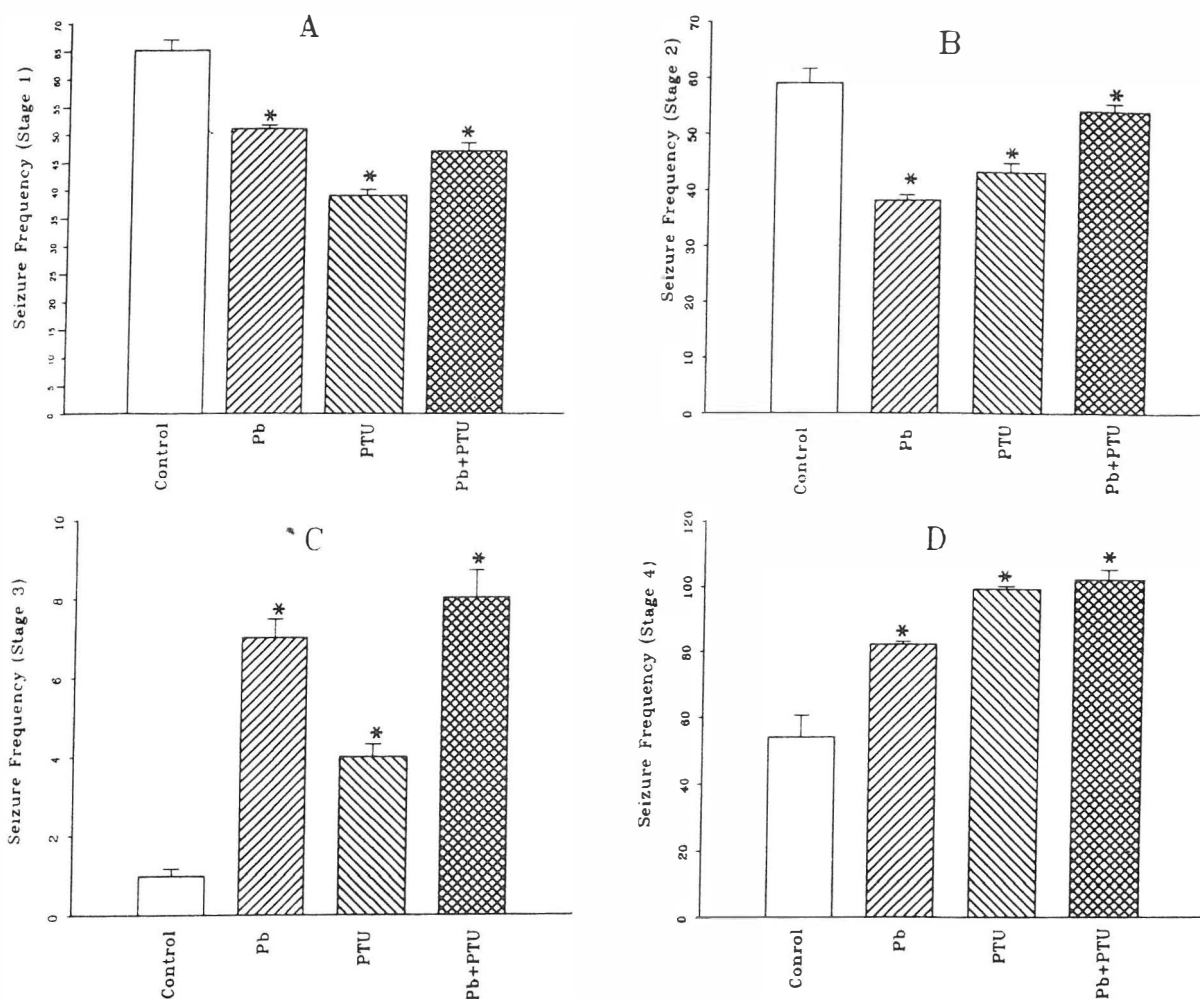 A
Seizure Frequency (Stage 1)
70
65
60
55
50
45
40
35
30
25
20
15
10
5
0
*
*
*
Control
Pb
PTU
Pb+PTU
B
Seizure Frequency (Stage 2)
70
60
50
40
30
20
10
0
*
*
*
Control
Pb
PTU
Pb+PTU
C
Seizure Frequency (Stage 3)
10
8
6
4
2
0
*
*
*
Control
Pb
PTU
Pb+PTU
D
Seizure Frequency (Stage 4)
120
100
80
60
40
20
0
*
*
*
Conrol
Pb
PTU
Pb+PTU